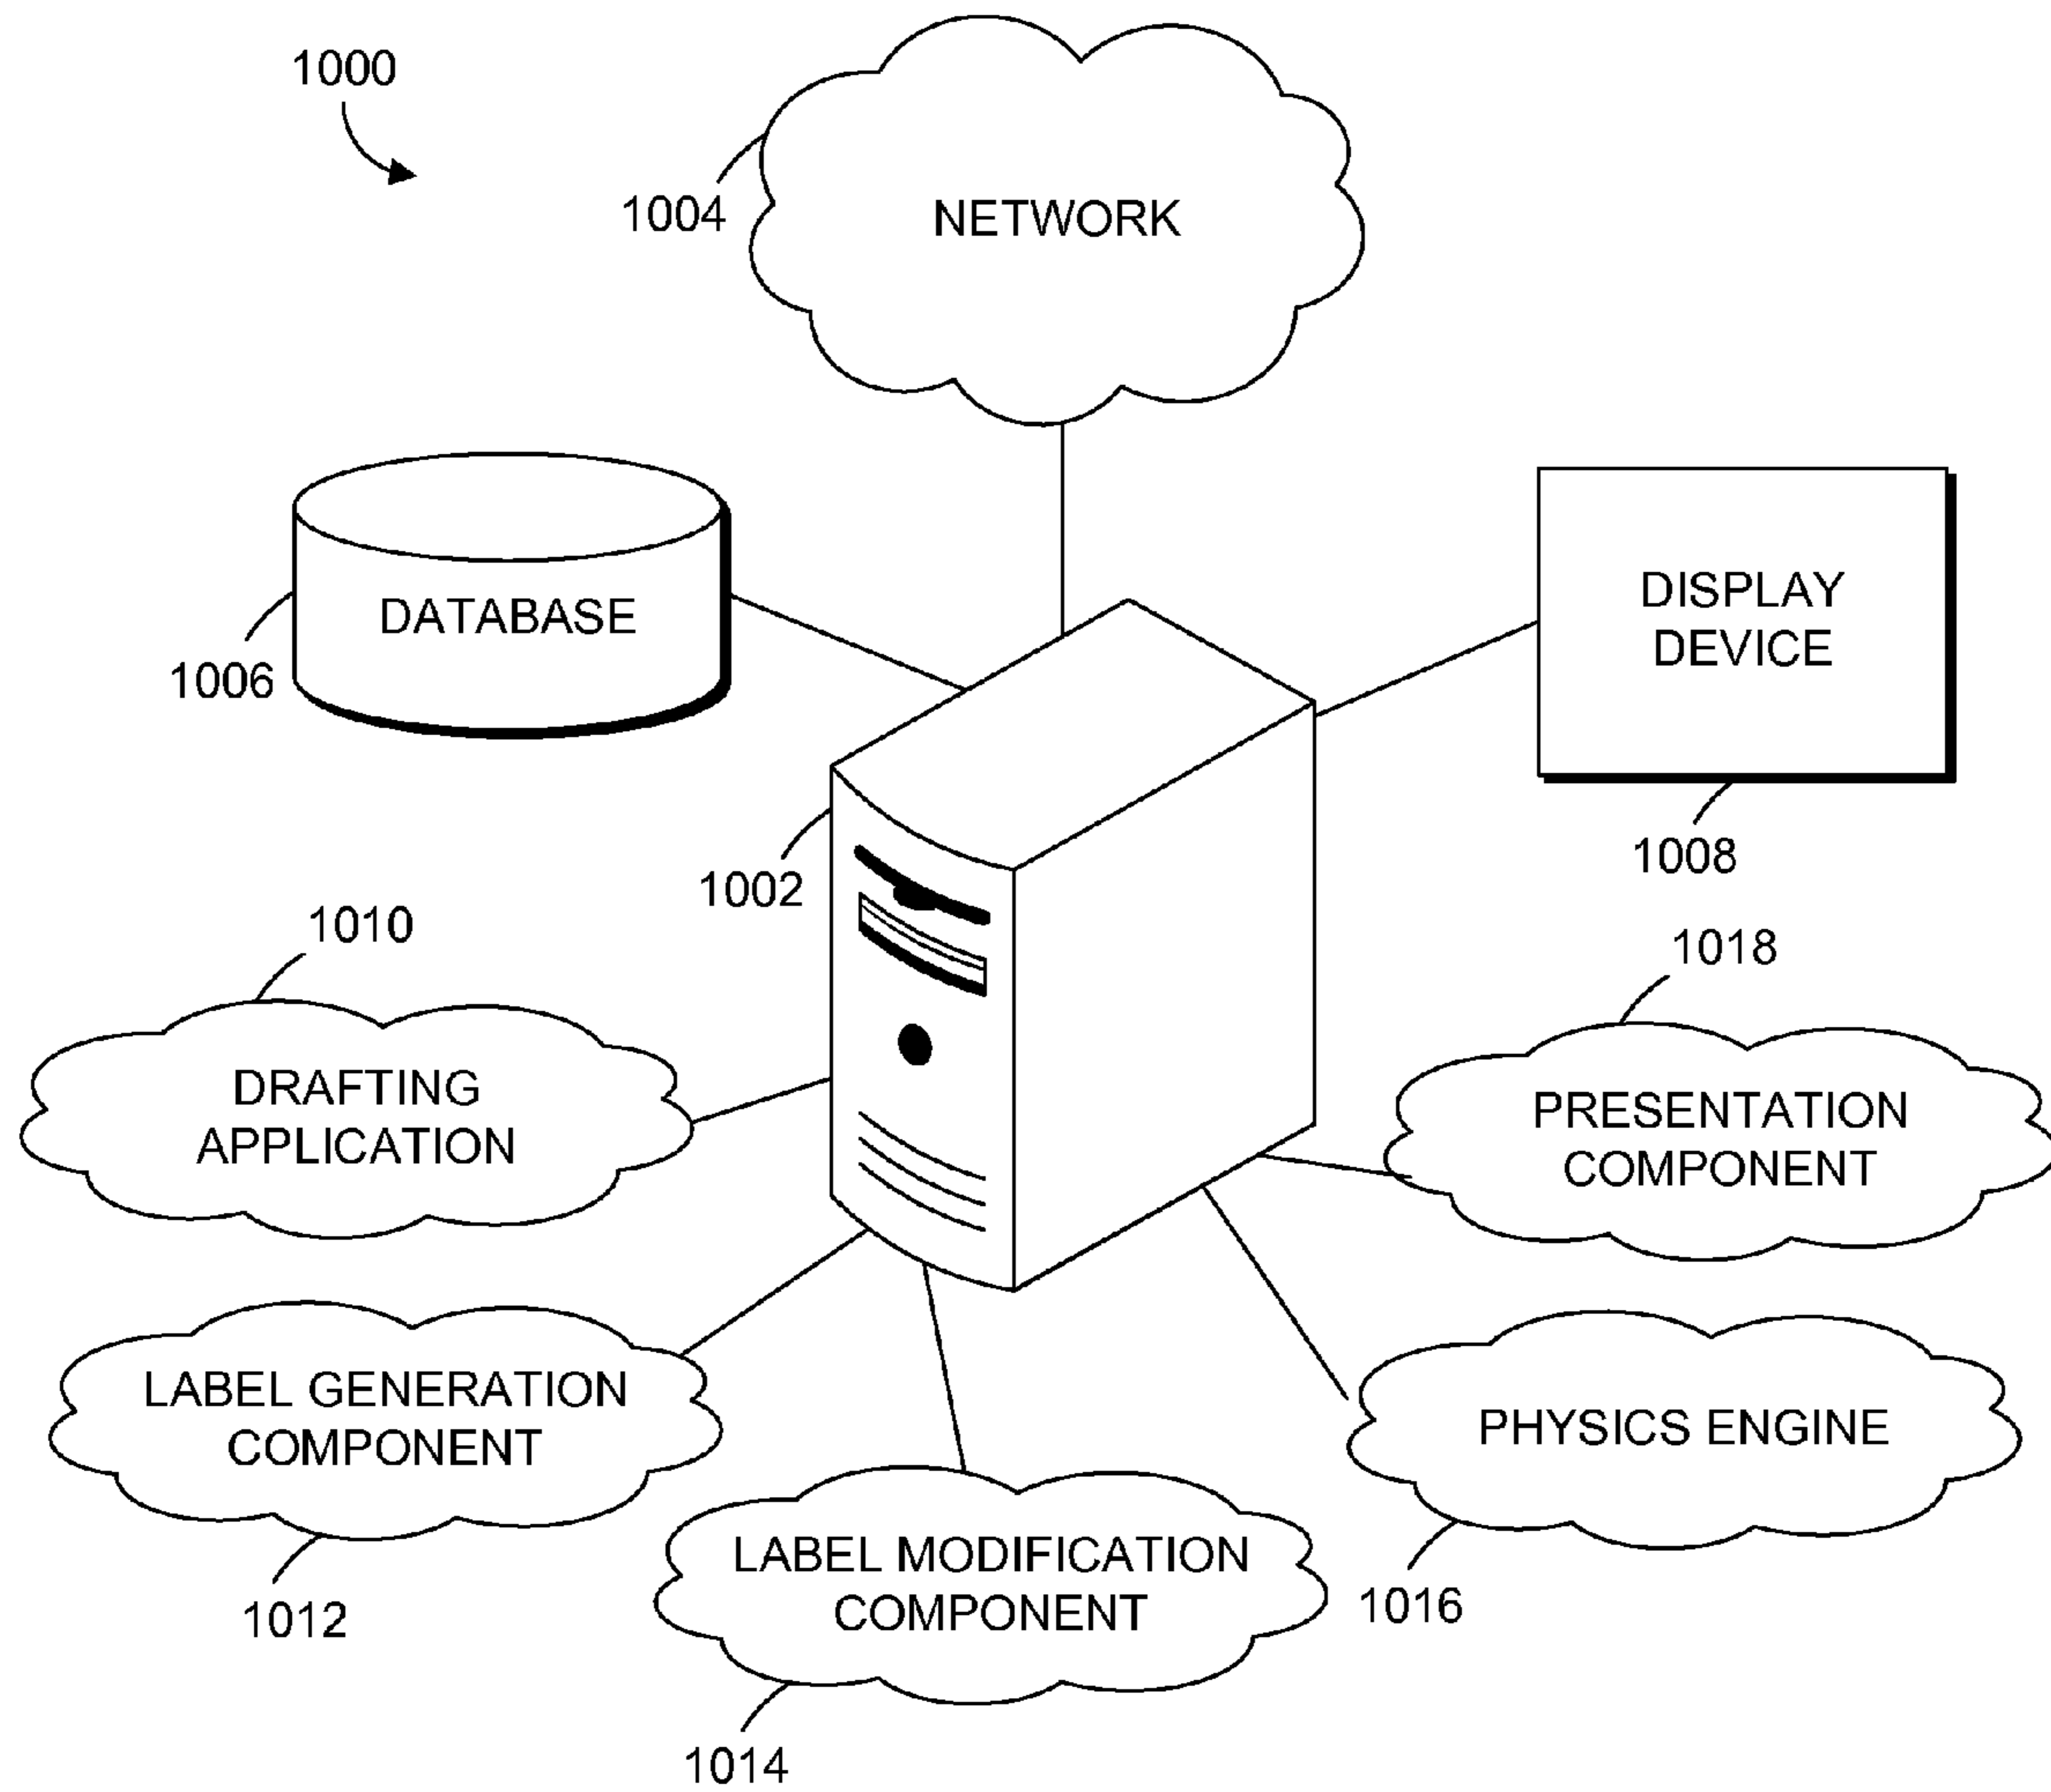 1000
1004
NETWORK
DATABASE
1006
DISPLAY
DEVICE
1008
1002
1010
DRAFTING
APPLICATION
1018
PRESENTATION
COMPONENT
LABEL GENERATION
COMPONENT
1012
PHYSICS ENGINE
1016
LABEL MODIFICATION
COMPONENT
1014